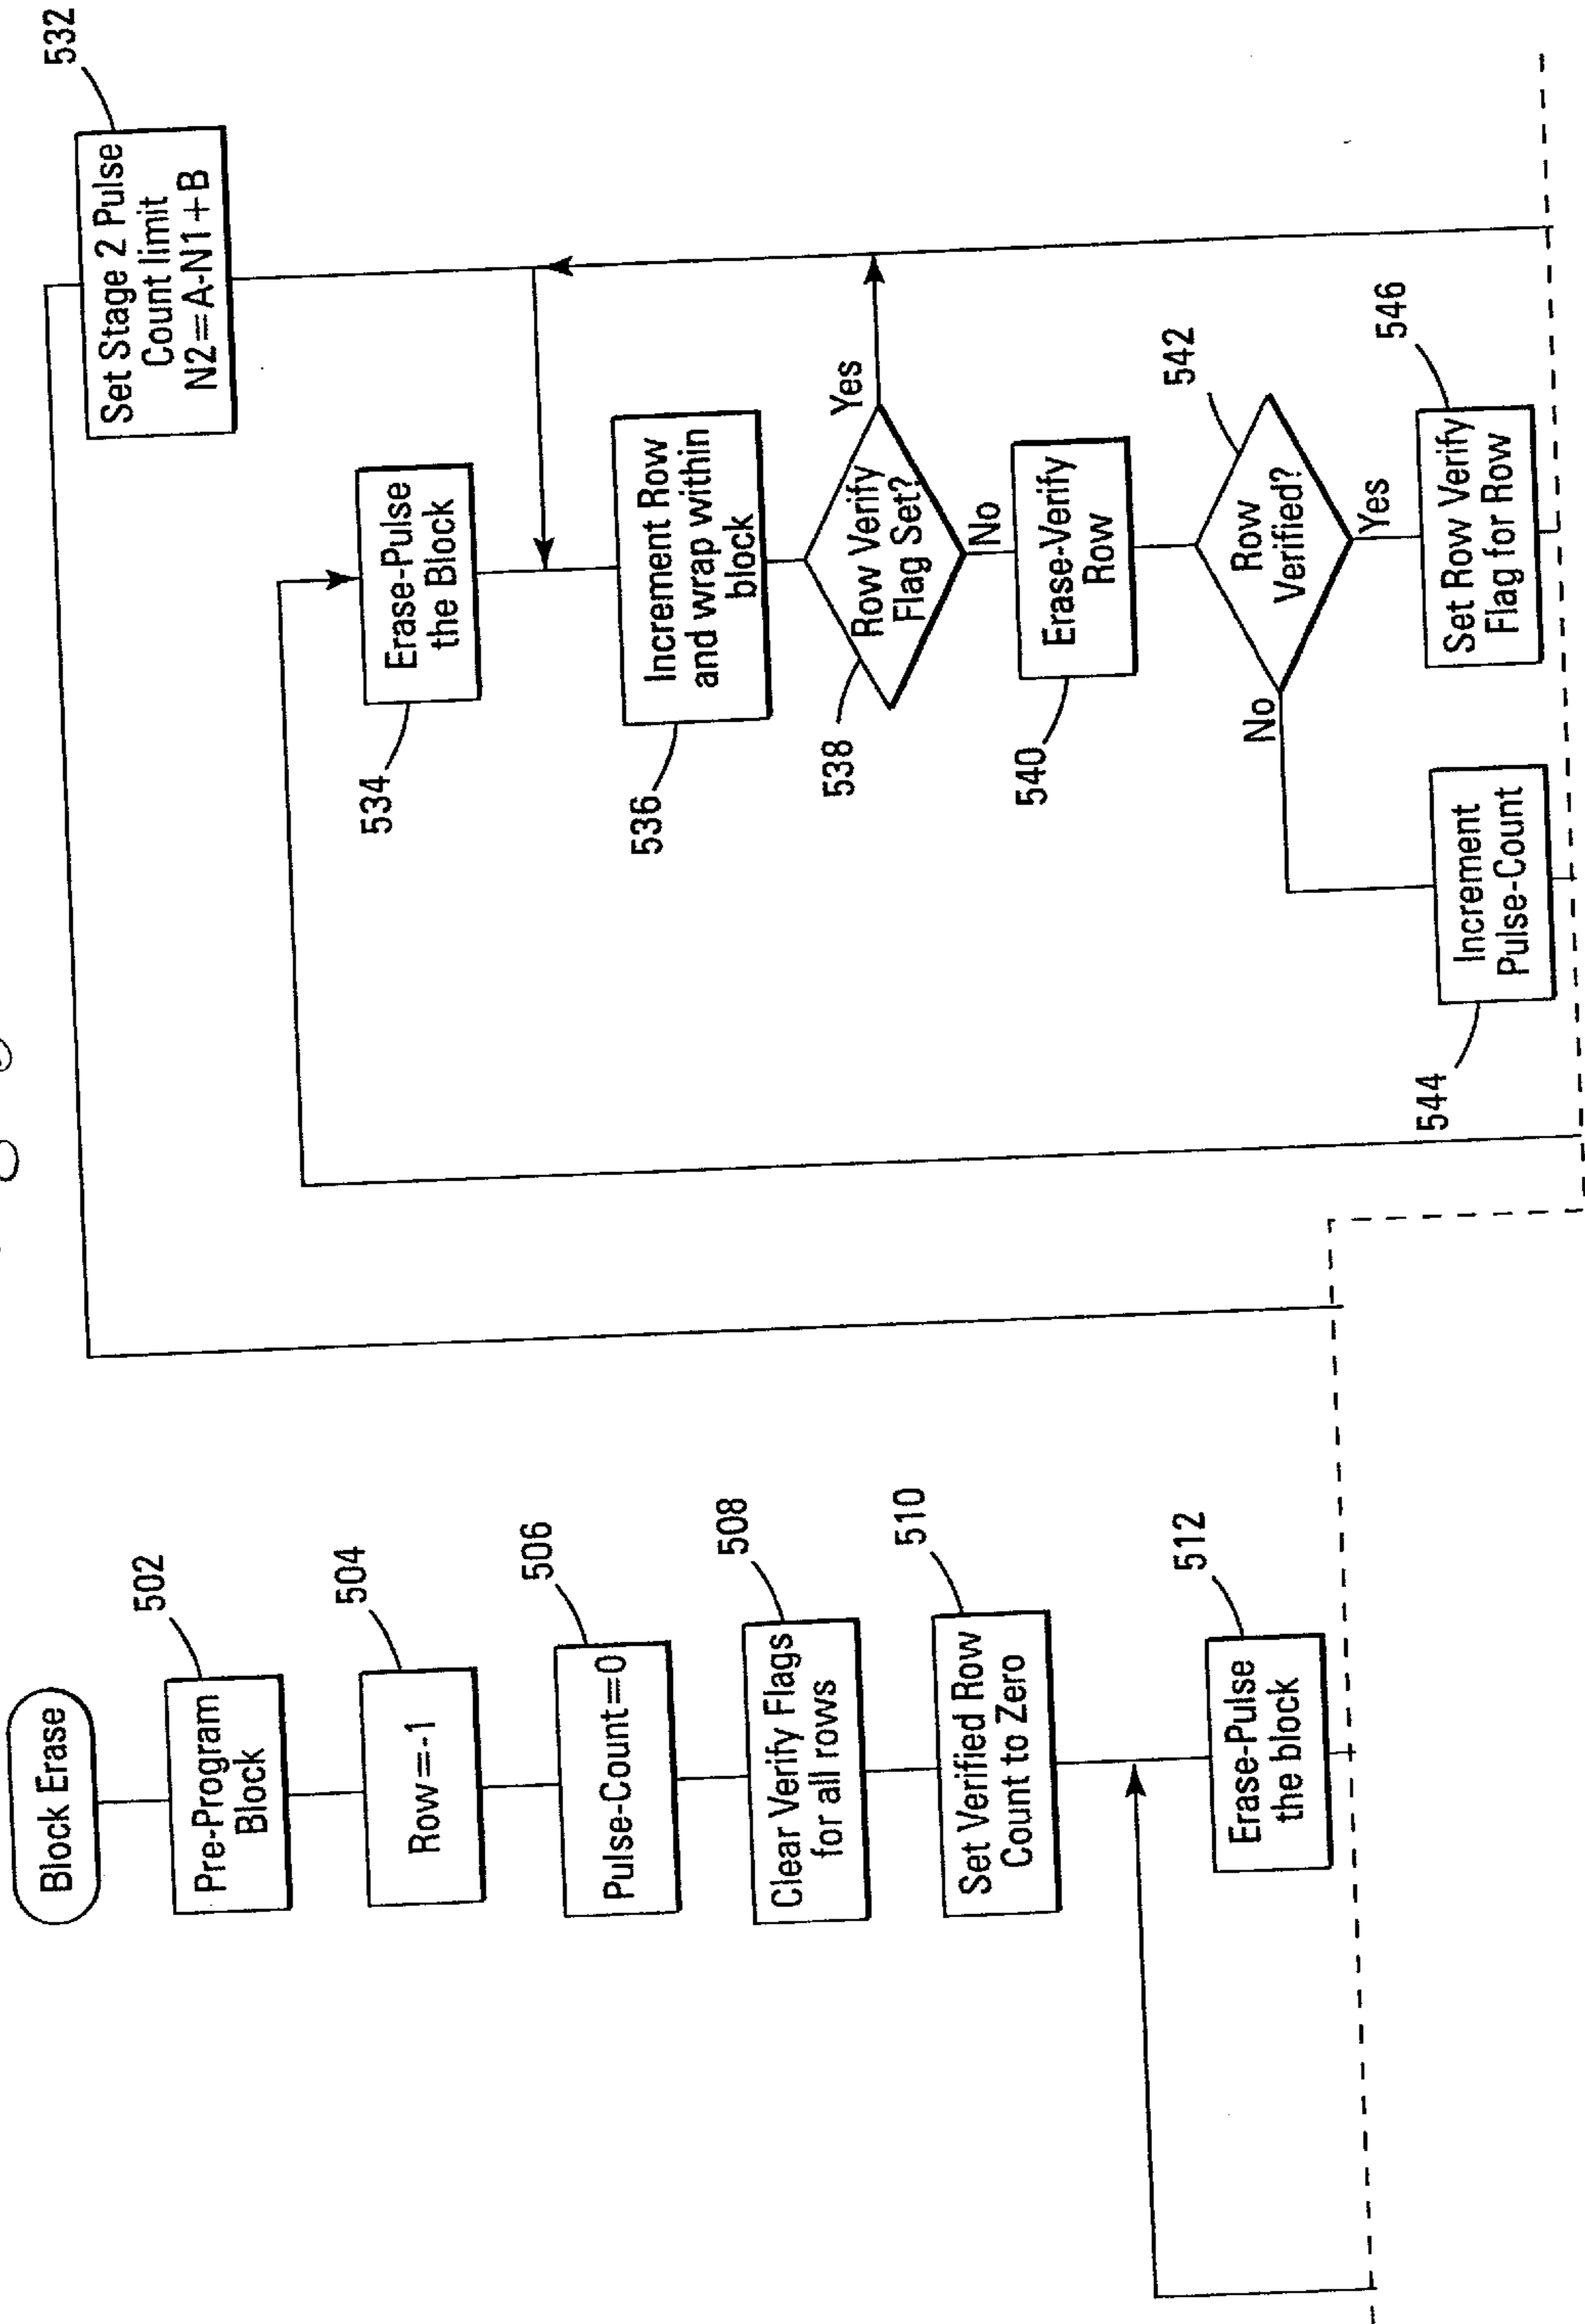 Block Erase
Pre-Program
Block
502
Row=-1
504
Pulse-Count=0
506
Clear Verify Flags
for all rows
508
Set Verified Row
Count to Zero
510
Erase-Pulse
the block
512
Set Stage 2 Pulse
Count limit
N2=A-N1+B
532
Erase-Pulse
the Block
534
Increment Row
and wrap within
block
536
Row Verify
Flag Set?
538
Yes
No
Erase-Verify
Row
540
Row
Verified?
542
No
Yes
Increment
Pulse-Count
544
Set Row Verify
Flag for Row
546